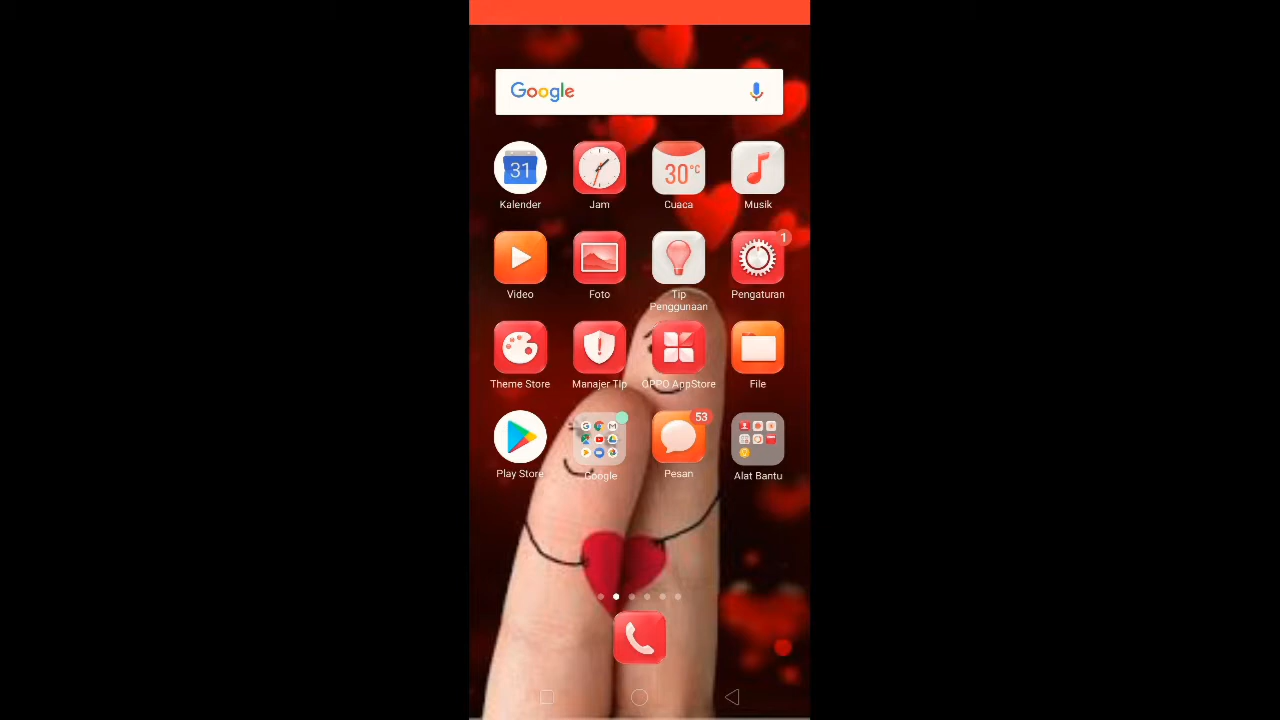 Google
31
30°C
Kalender
Jam
Cuaca
Musik
1
Video
Foto
Tip
Penggunaan
Pengaturan
Theme Store
Manajer Tlp
OPPO AppStore
File
53
Play Store
Google
Pesan
Alat Bantu